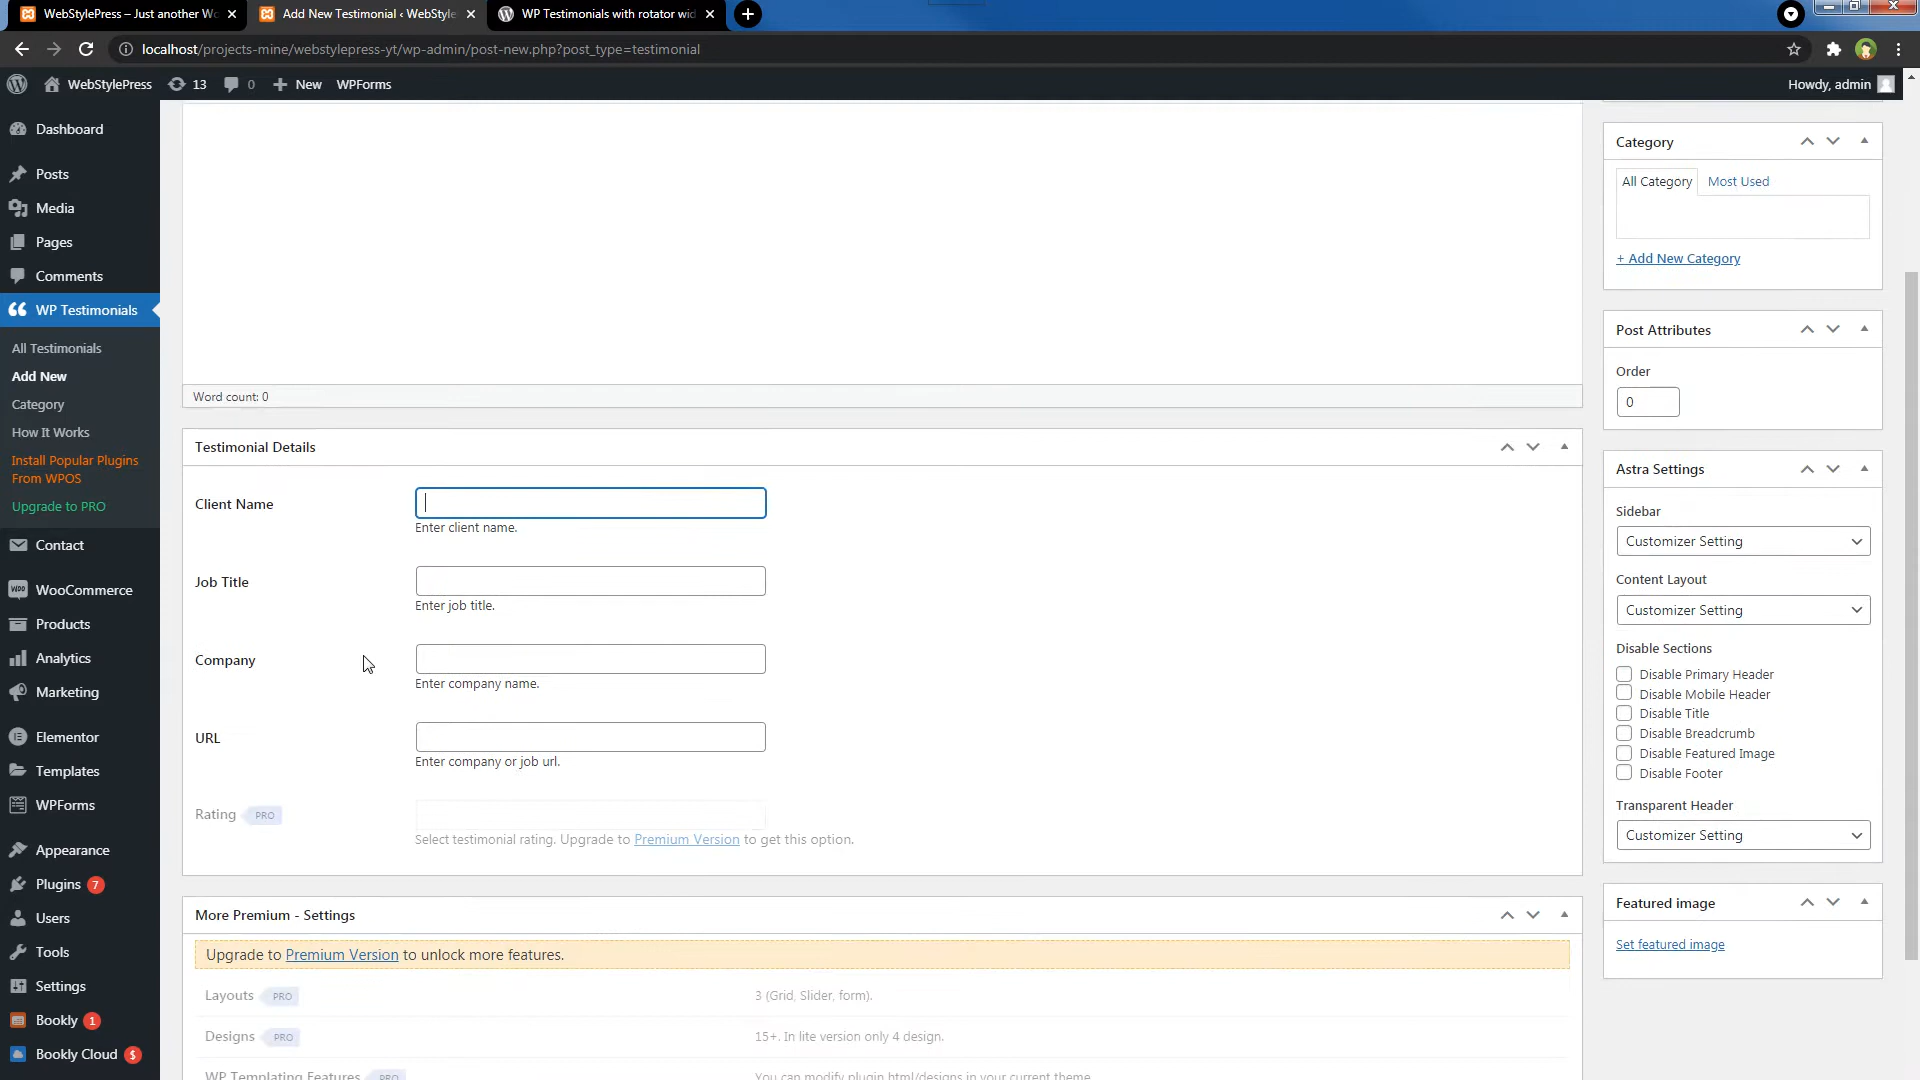 WebStylePress – Just another Wo
Add New Testimonial ‹ WebStyle
WP Testimonials with rotator wid
localhost/projects-mine/webstylepress-yt/wp-admin/post-new.php?post_type=testimonial
WebStylePress
13
0
New
WPForms
Howdy, admin
Dashboard
Posts
Media
Pages
Comments
WP Testimonials
All Testimonials
Add New
Category
How It Works
Install Popular Plugins
From WPOS
Upgrade to PRO
Contact
WooCommerce
Products
Analytics
Marketing
Elementor
Templates
WPForms
Appearance
Plugins 7
Users
Tools
Settings
Bookly 1
Bookly Cloud $
Word count: 0
Testimonial Details
Client Name
Enter client name.
Job Title
Enter job title.
Company
Enter company name.
URL
Enter company or job url.
Rating PRO
Select testimonial rating. Upgrade to Premium Version to get this option.
More Premium - Settings
Upgrade to Premium Version to unlock more features.
Layouts PRO
3 (Grid, Slider, form).
Designs PRO
15+. In lite version only 4 design.
WP Templating Features PRO
You can modify plugin html/designs in your current theme.
Category
All Category
Most Used
+ Add New Category
Post Attributes
Order
0
Astra Settings
Sidebar
Customizer Setting
Content Layout
Customizer Setting
Disable Sections
Disable Primary Header
Disable Mobile Header
Disable Title
Disable Breadcrumb
Disable Featured Image
Disable Footer
Transparent Header
Customizer Setting
Featured image
Set featured image